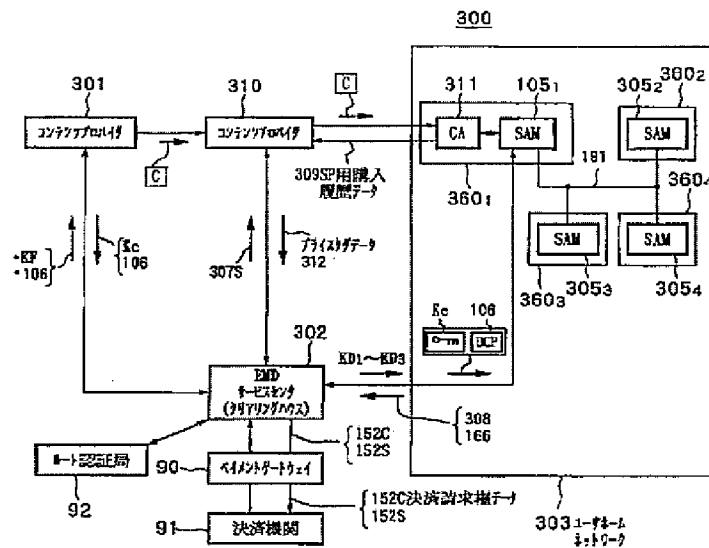 300
301
310
コンテンツプロバイダ
コンテンツプロバイダ
C
C
309SP用購入
履歴データ
311
105₁
CA
SAM
360₁
305₂
360₂
SAM
191
360₄
SAM
305₃
360₃
SAM
305₄
*KF
*106
Kc
106
307S
プライスタグデータ
312
Kc
106
UCP
302
EMD
サービスセンタ
(クリアリングハウス)
KD₁~KD₃
308
166
152C
152S
ルート認証局
92
90
ペイメントゲートウェイ
152C決済請求権データ
152S
91
決済機関
303ユーザホーム
ネットワーク